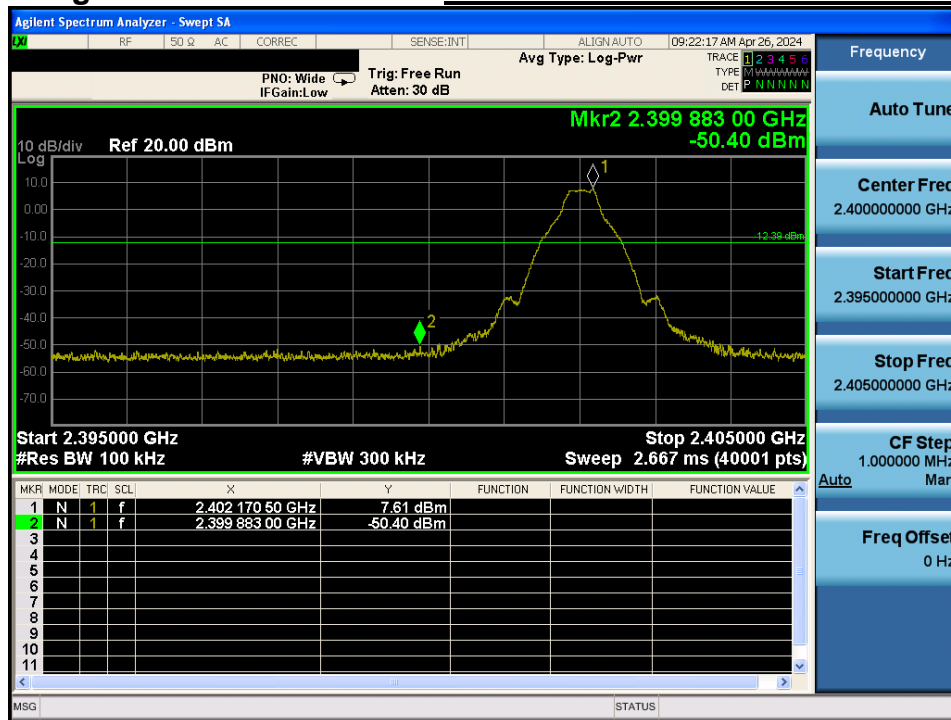 Agilent Spectrum Analyzer - Swept SA
LXI RF 50 Ω AC CORREC SENSE:INT ALIGN AUTO 09:22:17 AM Apr 26, 2024
Avg Type: Log-Pwr
TRACE 1 2 3 4 5 6
TYPE M
DET P N N N N N
PNO: Wide
IFGain:Low
Trig: Free Run
Atten: 30 dB
Frequency
Mkr2 2.399 883 00 GHz
-50.40 dBm
10 dB/div Ref 20.00 dBm
Log
10.0
0.00
-10.0
-20.0
-30.0
-40.0
-50.0
-60.0
-70.0
1
-12.39 dBm
2
Start 2.395000 GHz
Stop 2.405000 GHz
#Res BW 100 kHz
#VBW 300 kHz
Sweep 2.667 ms (40001 pts)
MKR MODE TRC SCL X Y FUNCTION FUNCTION WIDTH FUNCTION VALUE
1 N 1 f 2.402 170 50 GHz 7.61 dBm
2 N 1 f 2.399 883 00 GHz -50.40 dBm
3
4
5
6
7
8
9
10
11
MSG
STATUS
Auto Tune
Center Freq
2.400000000 GHz
Start Freq
2.395000000 GHz
Stop Freq
2.405000000 GHz
CF Step
1.000000 MHz
Auto Man
Freq Offset
0 Hz